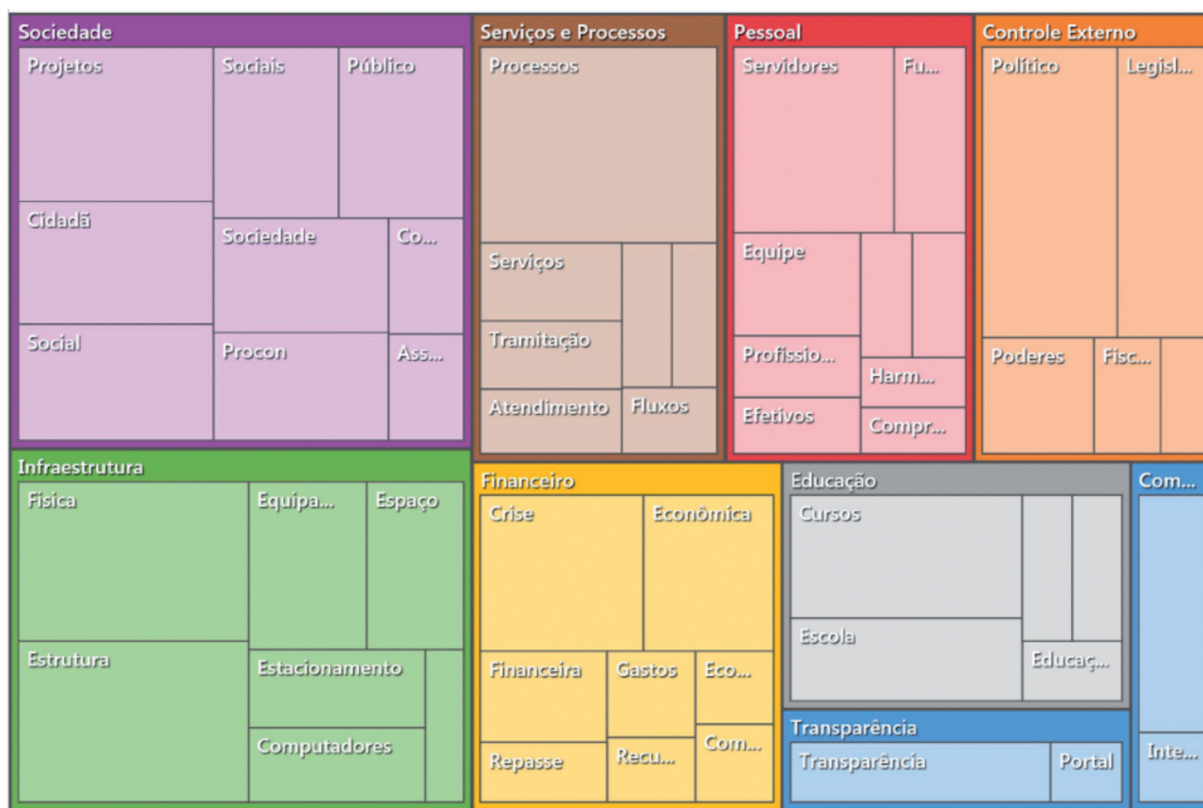 Sociedade
Projetos
Sociais
Público
Cidadã
Sociedade
Co...
Social
Procon
Ass...
Serviços e Processos
Processos
Serviços
Tramitação
Atendimento
Fluxos
Pessoal
Servidores
Fu...
Equipe
Profissio...
Harm...
Efetivos
Compr...
Controle Externo
Político
Legisl...
Poderes
Fisc...
Infraestrutura
Física
Equipa...
Espaço
Estrutura
Estacionamento
Computadores
Financeiro
Crise
Econômica
Financeira
Gastos
Eco...
Repasse
Recu...
Com...
Educação
Cursos
Escola
Educaç...
Transparência
Transparência
Portal
Com...
Inte...